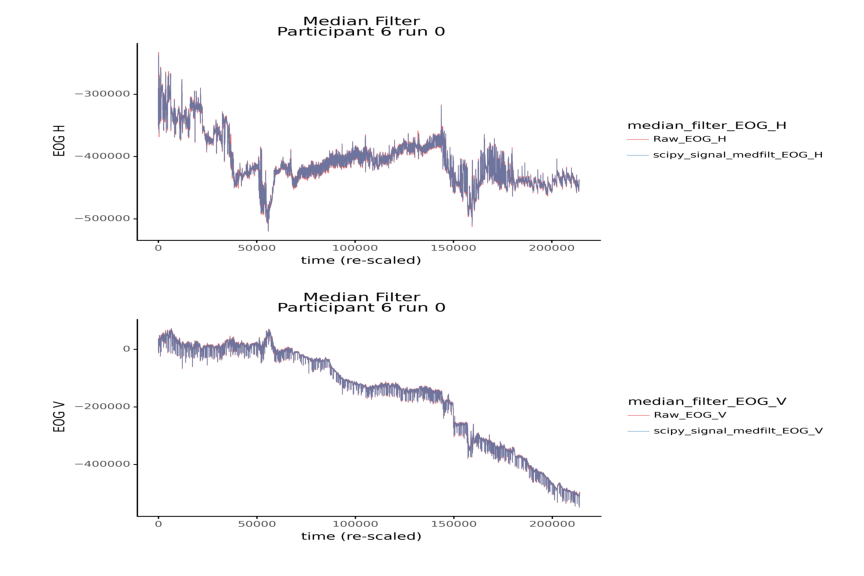 Median Filter
Participant 6 run 0
−300000
−400000
−500000
EOG H
0 50000 100000 150000 200000
time (re-scaled)
median_filter_EOG_H
Raw_EOG_H
scipy_signal_medfilt_EOG_H
Median Filter
Participant 6 run 0
0
−200000
−400000
EOG V
0 50000 100000 150000 200000
time (re-scaled)
median_filter_EOG_V
Raw_EOG_V
scipy_signal_medfilt_EOG_V